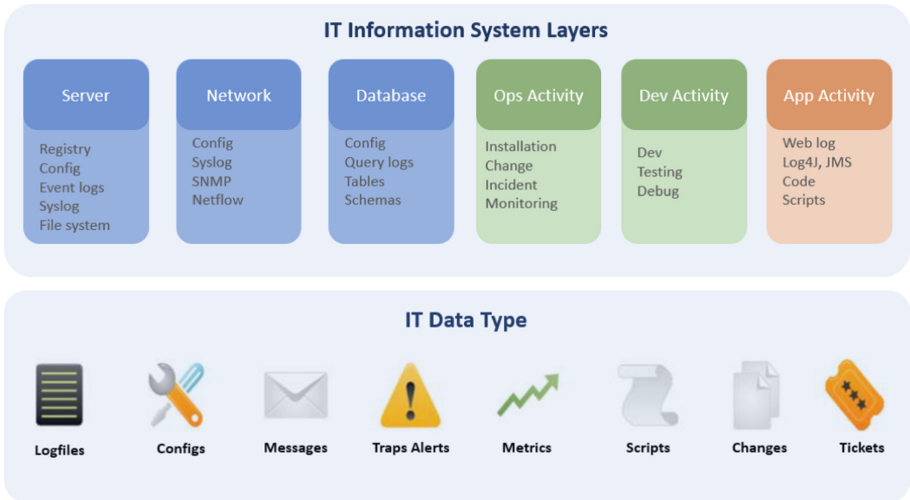 IT Information System Layers
Server
Registry
Config
Event logs
Syslog
File system
Network
Config
Syslog
SNMP
Netflow
Database
Config
Query logs
Tables
Schemas
Ops Activity
Installation
Change
Incident
Monitoring
Dev Activity
Dev
Testing
Debug
App Activity
Web log
Log4J, JMS
Code
Scripts
IT Data Type
Logfiles
Configs
Messages
Traps Alerts
Metrics
Scripts
Changes
Tickets